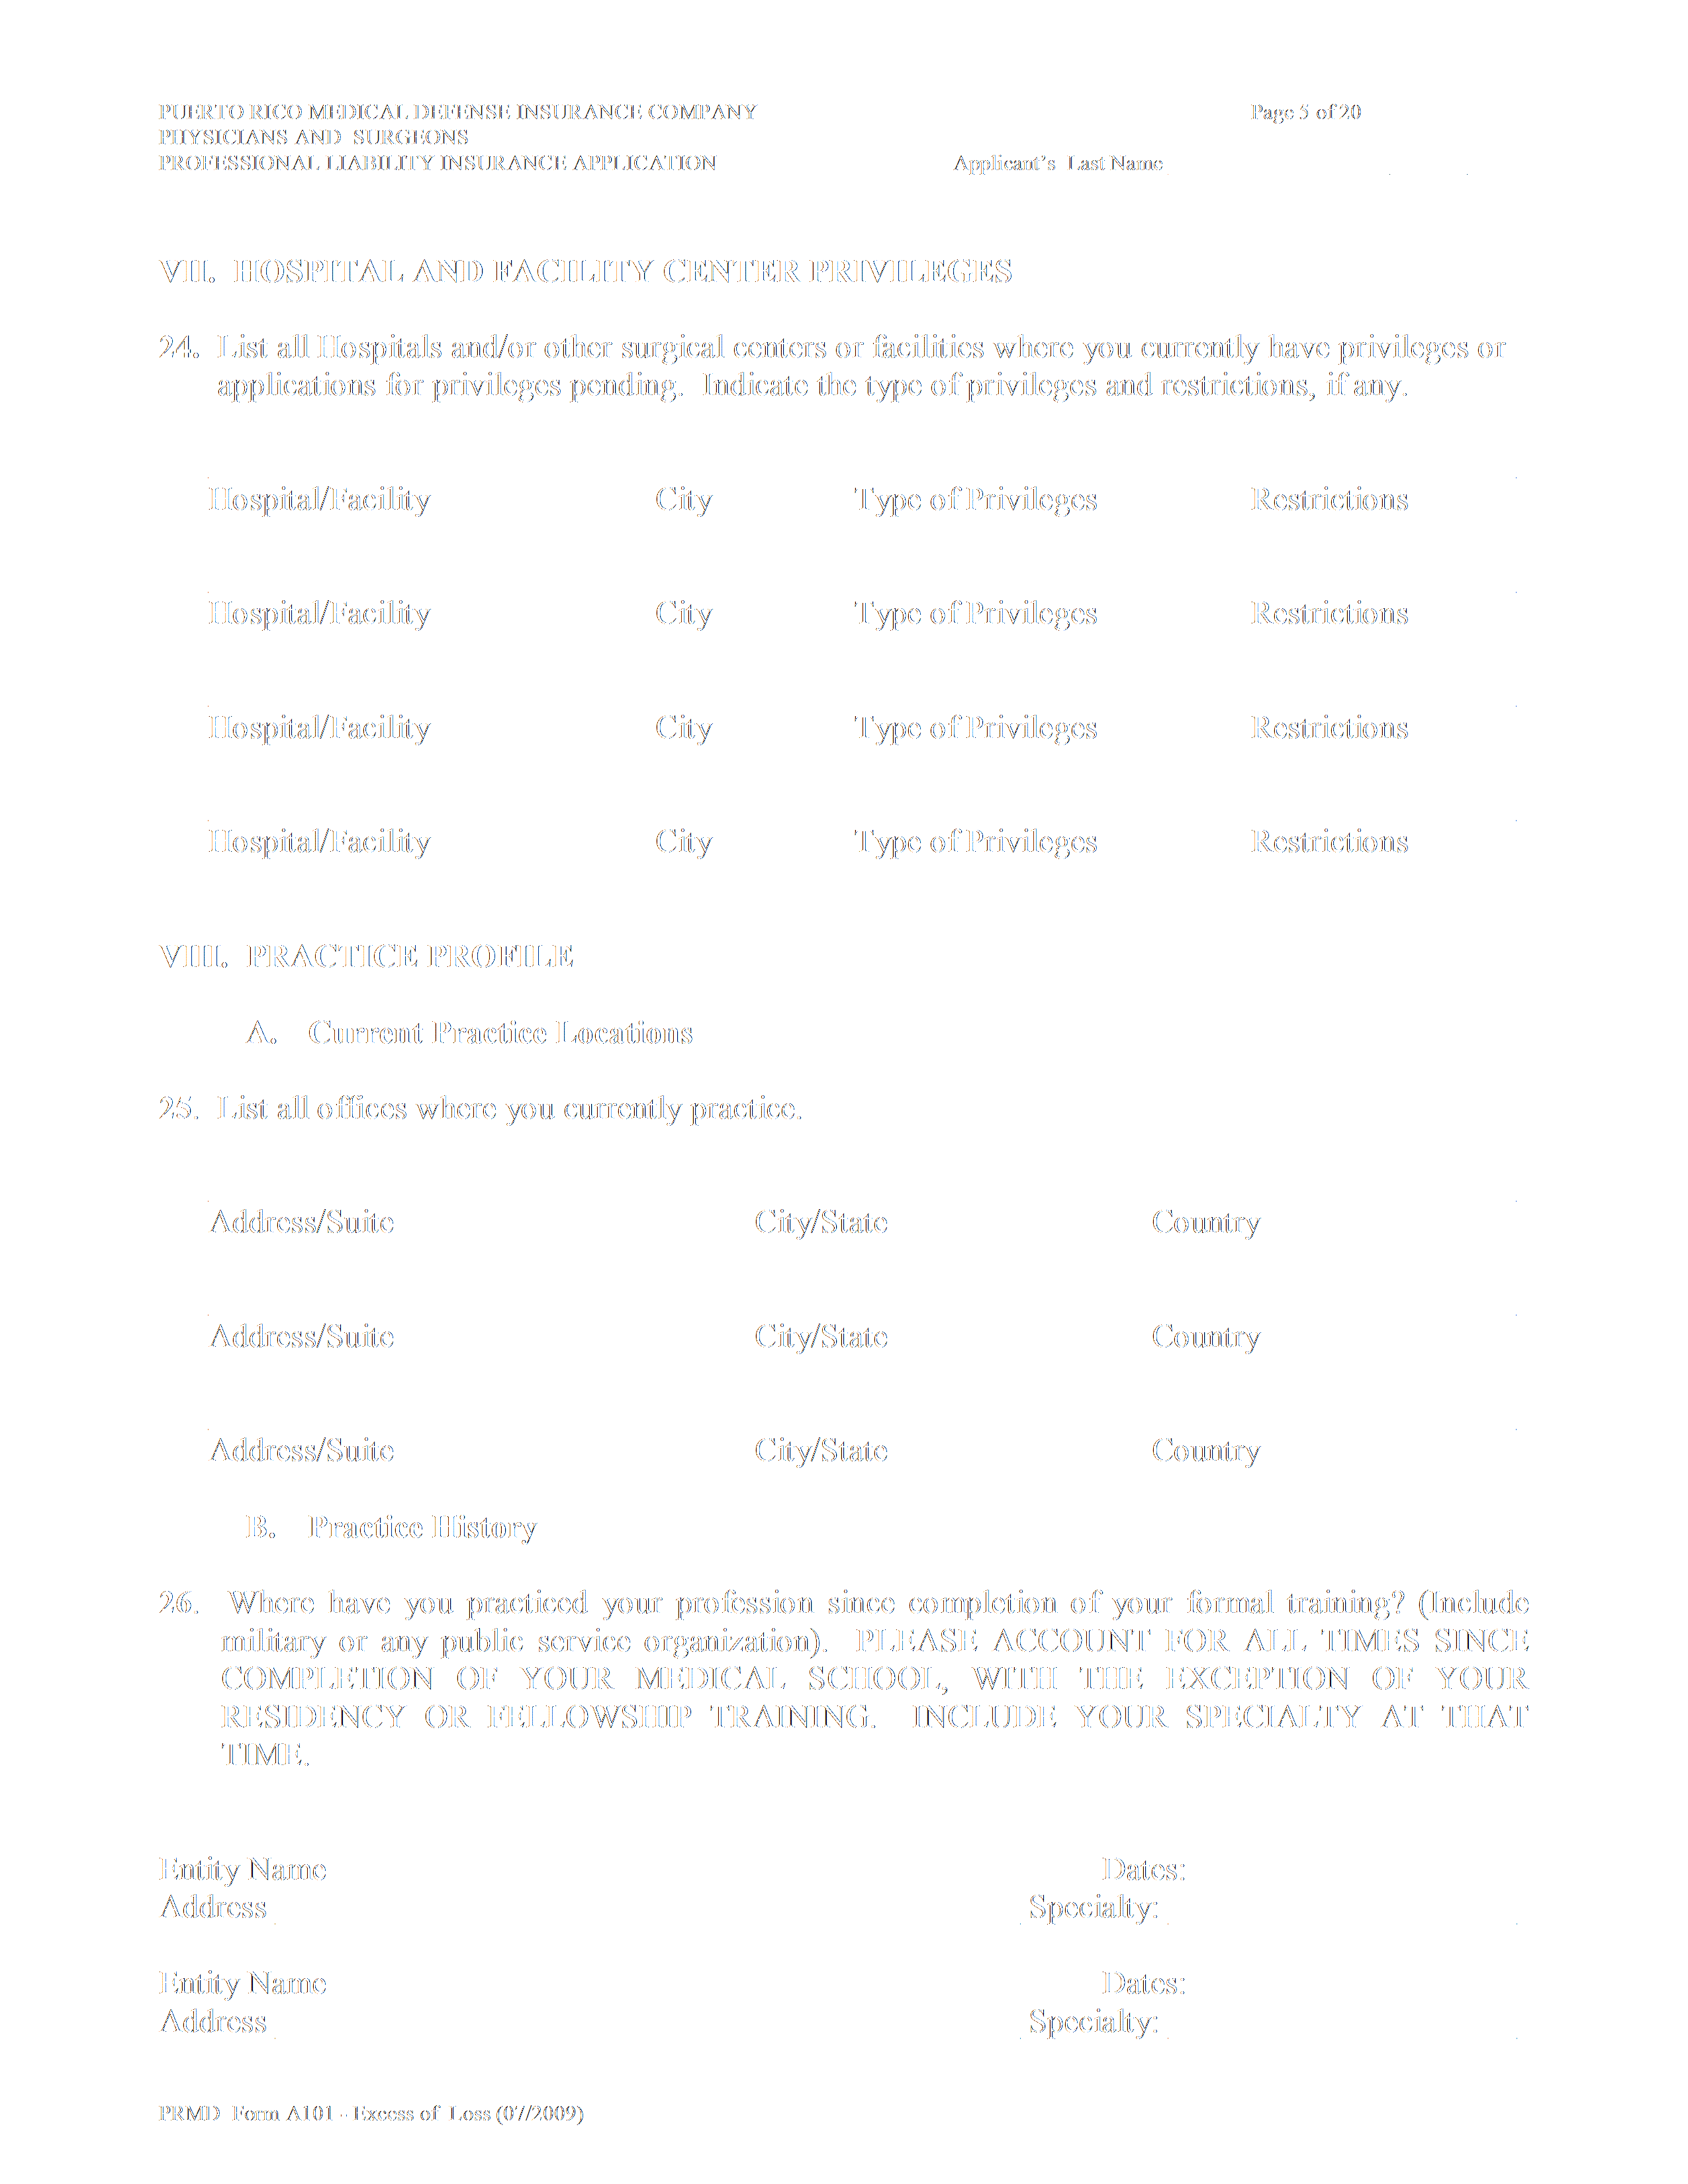 PUERTO RICO MEDICAL DEFENSE INSURANCE COMPANY Page 5 of 20
PHYSICIANS AND SURGEONS
PROFESSIONAL LIABILITY INSURANCE APPLICATION Applicant's Last Name
VII. HOSPITAL AND FACILITY CENTER PRIVILEGES
24. List all Hospitals and/or other surgical centers or facilities where you currently have privileges or
applications for privileges pending. Indicate the type of privileges and restrictions, if any.
Hospital/Facility City Type of Privileges Restrictions
Hospital/Facility City Type of Privileges Restrictions
Hospital/Facility City Type of Privileges Restrictions
Hospital/Facility City Type of Privileges Restrictions
VIII. PRACTICE PROFILE
A. Current Practice Locations
25. List all offices where you currently practice.
Address/Suite City/State Country
Address/Suite City/State Country
Address/Suite City/State Country
B. Practice History
26. Where have you practiced your profession since completion of your formal training? (Include
military or any public service organization). PLEASE ACCOUNT FOR ALL TIMES SINCE
COMPLETION OF YOUR MEDICAL SCHOOL, WITH THE EXCEPTION OF YOUR
RESIDENCY OR FELLOWSHIP TRAINING. INCLUDE YOUR SPECIALTY AT THAT
TIME.
Entity Name Dates:
Address Specialty:
Entity Name Dates:
Address Specialty:
PRMD Form A101 - Excess of Loss (07/2009)